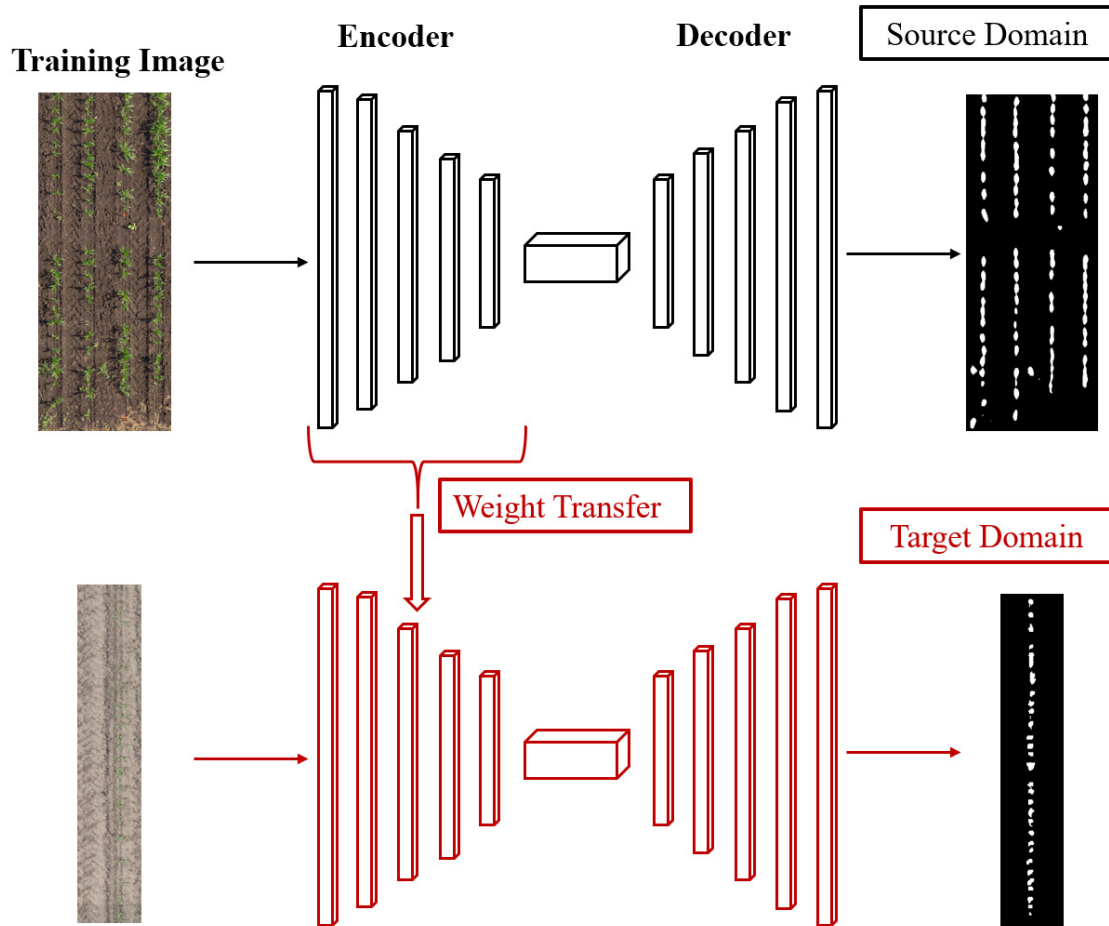 Encoder
Decoder
Source Domain
Training Image
Weight Transfer
Target Domain